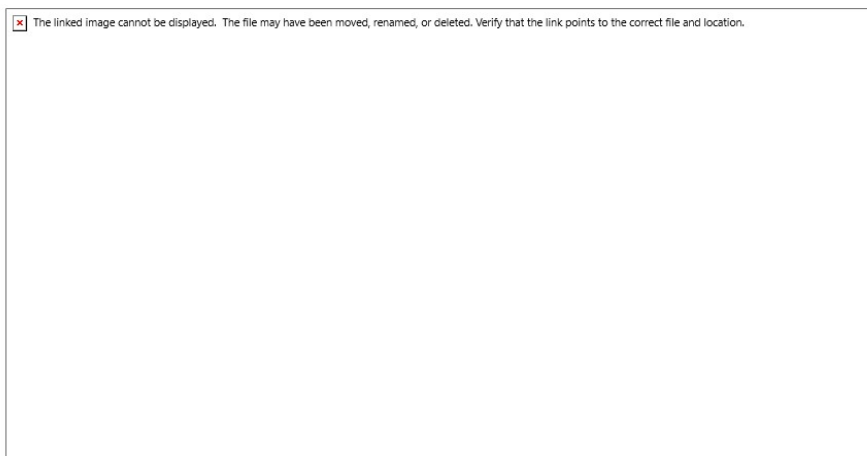 The linked image cannot be displayed. The file may have been moved, renamed, or deleted. Verify that the link points to the correct file and location.